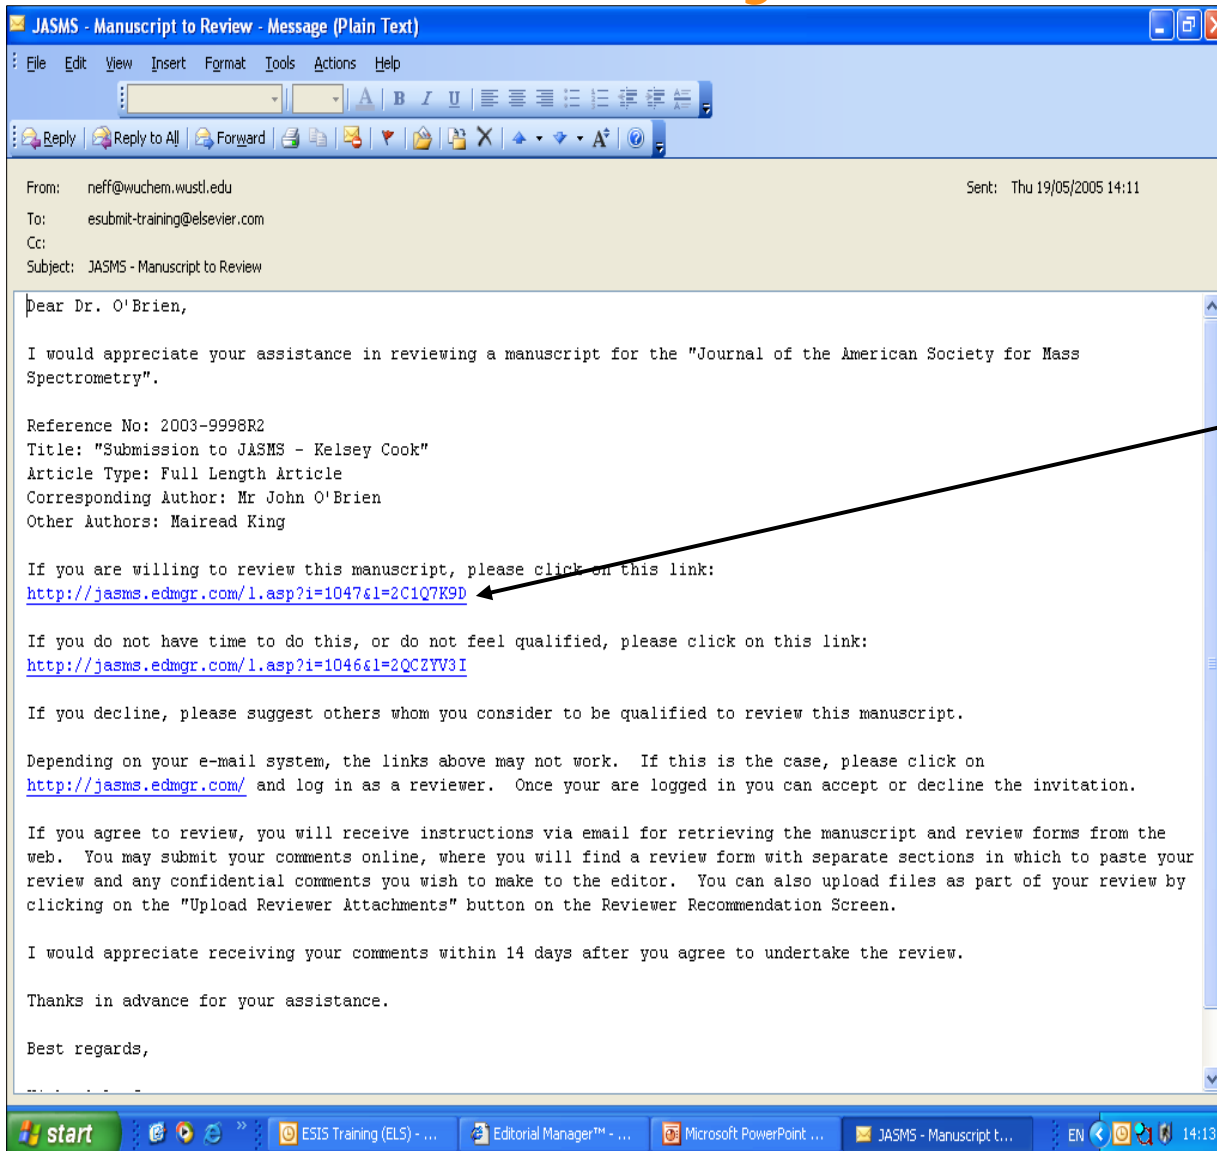 JASMS - Manuscript to Review - Message (Plain Text)
File Edit View Insert Format Tools Actions Help
A B I U
Reply Reply to All Forward A
From: neff@wuchem.wustl.edu Sent: Thu 19/05/2005 14:11
To: esubmit-training@elsevier.com
Cc:
Subject: JASMS - Manuscript to Review
Dear Dr. O'Brien,
I would appreciate your assistance in reviewing a manuscript for the "Journal of the American Society for Mass
Spectrometry".
Reference No: 2003-9998R2
Title: "Submission to JASMS - Kelsey Cook"
Article Type: Full Length Article
Corresponding Author: Mr John O'Brien
Other Authors: Mairead King
If you are willing to review this manuscript, please click on this link:
http://jasms.edmgr.com/l.asp?i=1047&l=2C1Q7K9D
If you do not have time to do this, or do not feel qualified, please click on this link:
http://jasms.edmgr.com/l.asp?i=1046&l=2QCZYV3I
If you decline, please suggest others whom you consider to be qualified to review this manuscript.
Depending on your e-mail system, the links above may not work.  If this is the case, please click on
http://jasms.edmgr.com/ and log in as a reviewer.  Once your are logged in you can accept or decline the invitation.
If you agree to review, you will receive instructions via email for retrieving the manuscript and review forms from the
web.  You may submit your comments online, where you will find a review form with separate sections in which to paste your
review and any confidential comments you wish to make to the editor.  You can also upload files as part of your review by
clicking on the "Upload Reviewer Attachments" button on the Reviewer Recommendation Screen.
I would appreciate receiving your comments within 14 days after you agree to undertake the review.
Thanks in advance for your assistance.
Best regards,
start ESIS Training (ELS) - ... Editorial Manager™ - ... Microsoft PowerPoint ... JASMS - Manuscript t... EN 14:13